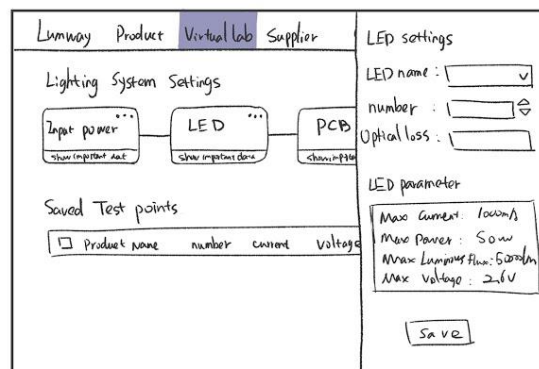 Lumway Product Virtual lab Supplier
Lighting System Settings
Input power
show important dat
LED
show important data
PCB
Saved Test points
Product Name number current Voltage
LED settings
LED name :
number :
Optical loss :
LED parameter
Max Current: 1000mA
Max Power : 50w
Max Luminous flux: 5000lm
Max Voltage : 2.6V
Save